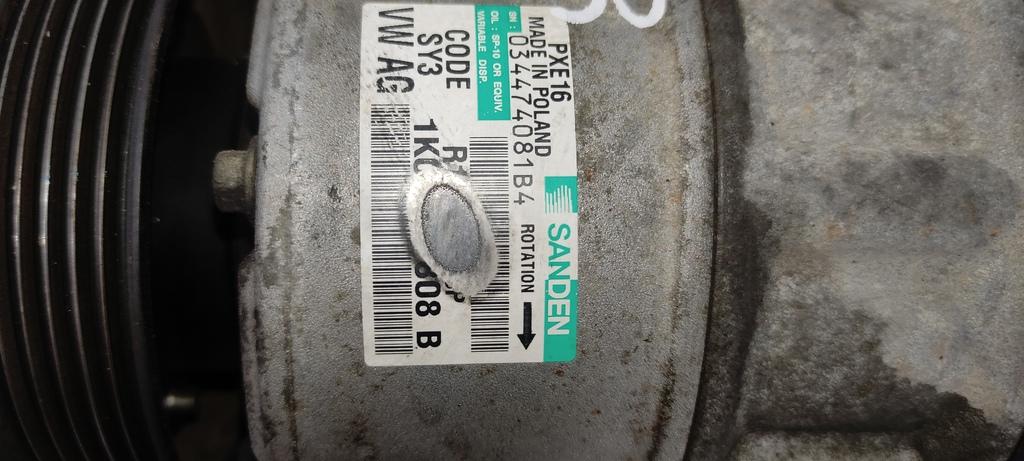 SANDEN
PXE16
MADE IN POLAND
SN : 034474081B4
ROTATION
OIL : SP-10 OR EQUIV.
VARIABLE DISP.
CODE
SY3
VW AG
808 B